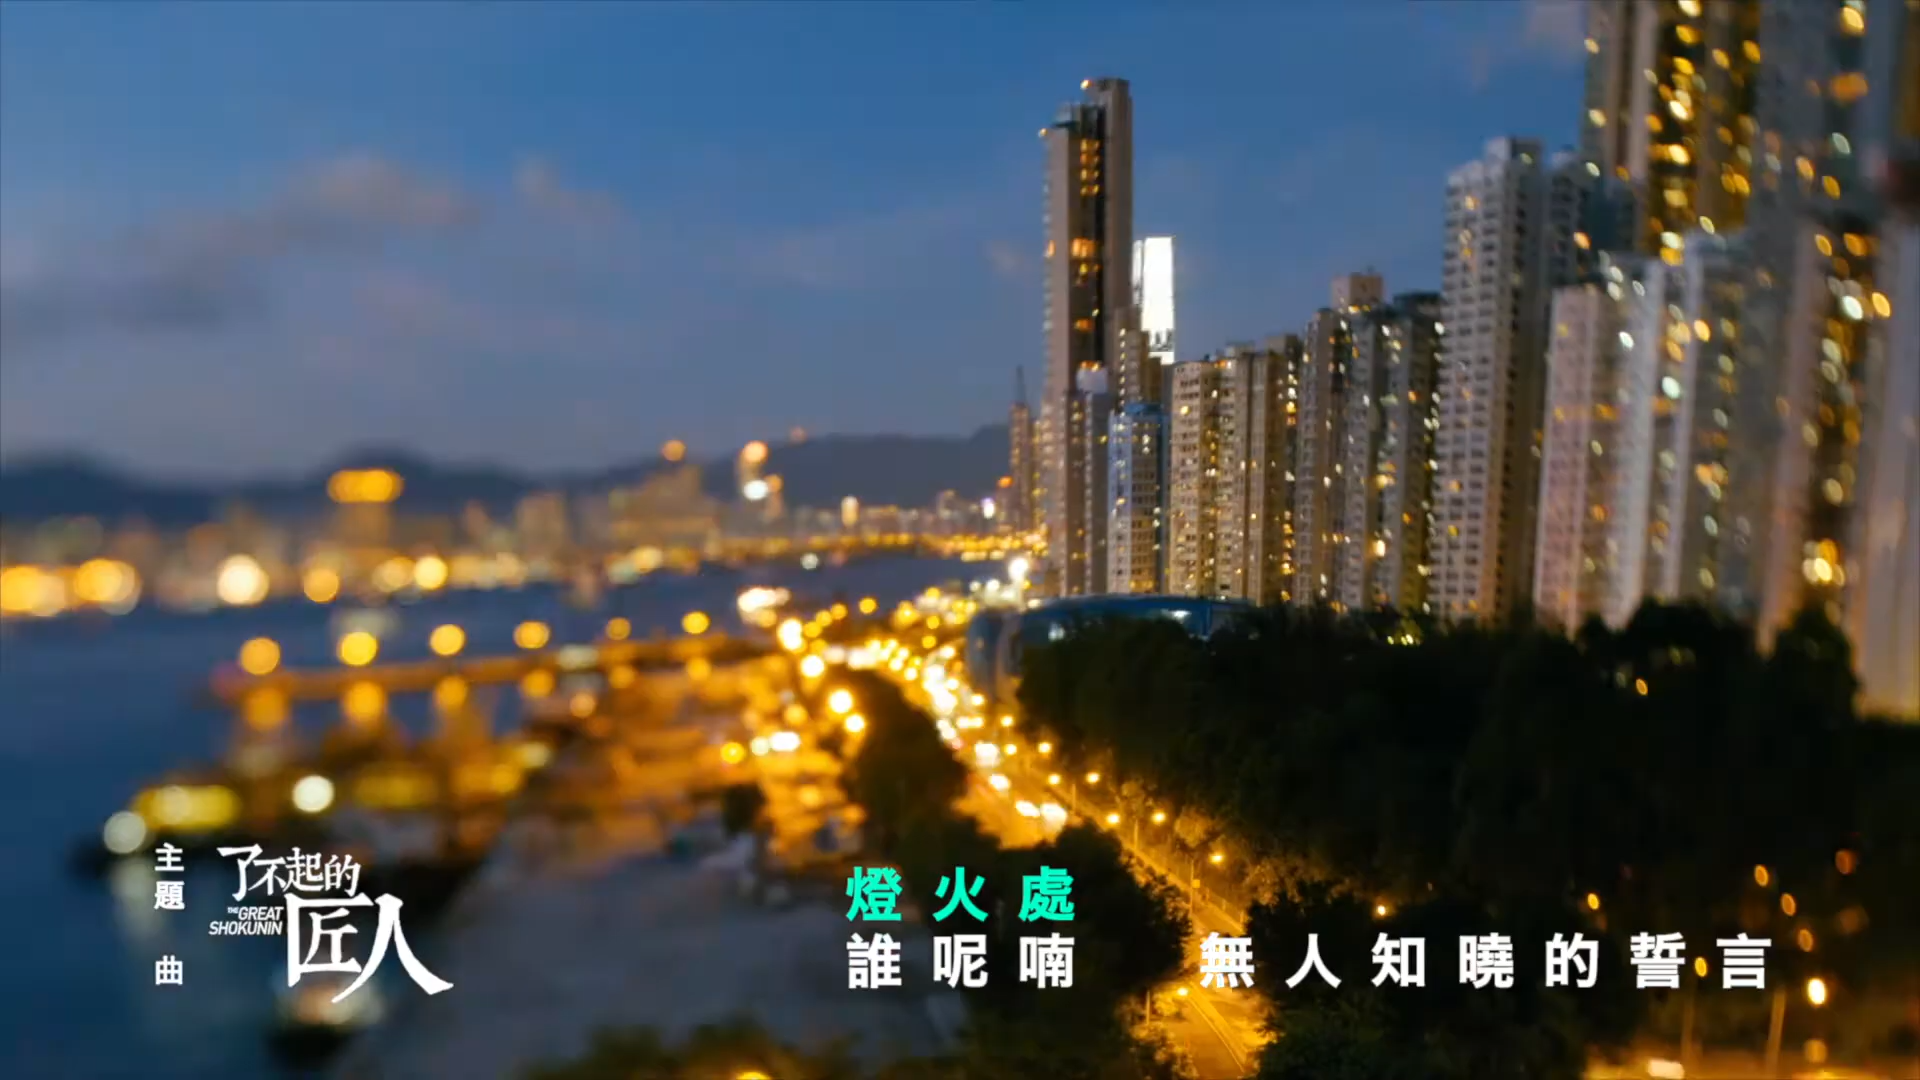 主題曲
了不起的
匠人
THE GREAT
SHOKUNIN
燈火處
誰呢喃 無人知曉的誓言